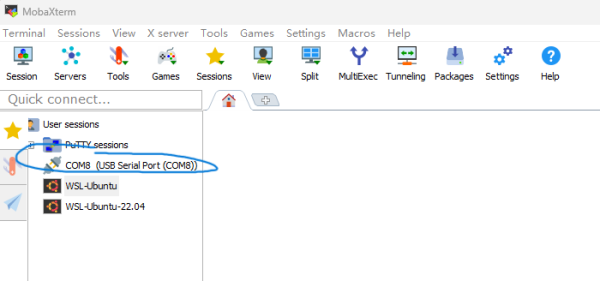 MobaXterm
Terminal Sessions View X server Tools Games Settings Macros Help
Session Servers Tools Games Sessions View Split MultiExec Tunneling Packages Settings Help
Quick connect...
User sessions
PuTTY sessions
COM8 (USB Serial Port (COM8))
WSL-Ubuntu
WSL-Ubuntu-22.04